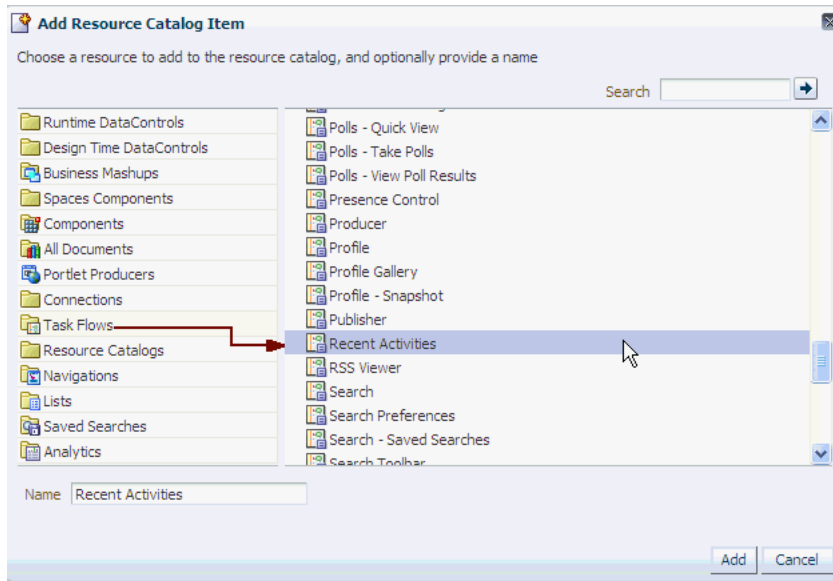 Add Resource Catalog Item
Choose a resource to add to the resource catalog, and optionally provide a name
Search
Runtime DataControls
Design Time DataControls
Business Mashups
Spaces Components
Components
All Documents
Portlet Producers
Connections
Task Flows
Resource Catalogs
Navigations
Lists
Saved Searches
Analytics
Polls - Quick View
Polls - Take Polls
Polls - View Poll Results
Presence Control
Producer
Profile
Profile Gallery
Profile - Snapshot
Publisher
Recent Activities
RSS Viewer
Search
Search Preferences
Search - Saved Searches
Search Toolbar
Name Recent Activities
Add Cancel